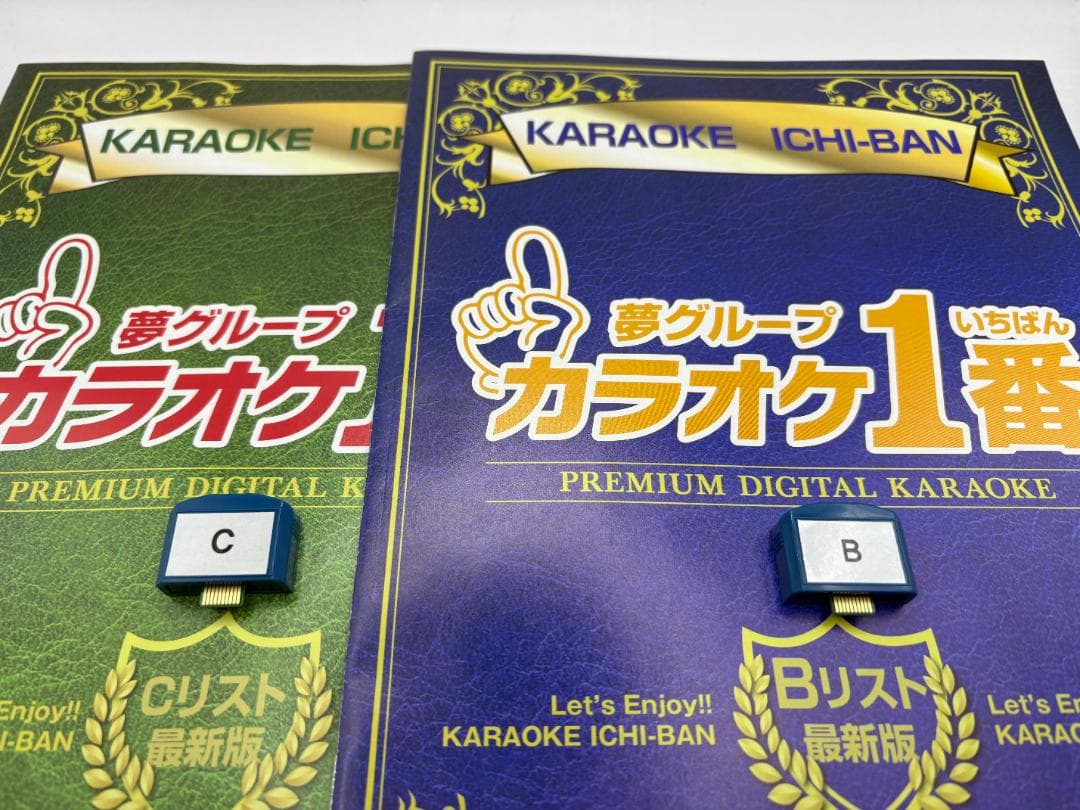 KARAOKE ICH
夢グループ
カラオケ1
PREMIUM DIGITAL K
C
Cリスト
最新版
Enjoy!!
HI-BAN
KARAOKE ICHI-BAN
夢グループ
いちばん
カラオケ1番
PREMIUM DIGITAL KARAOKE
B
Bリスト
最新版
Let's Enjoy!!
KARAOKE ICHI-BAN
Let's En
KARAO